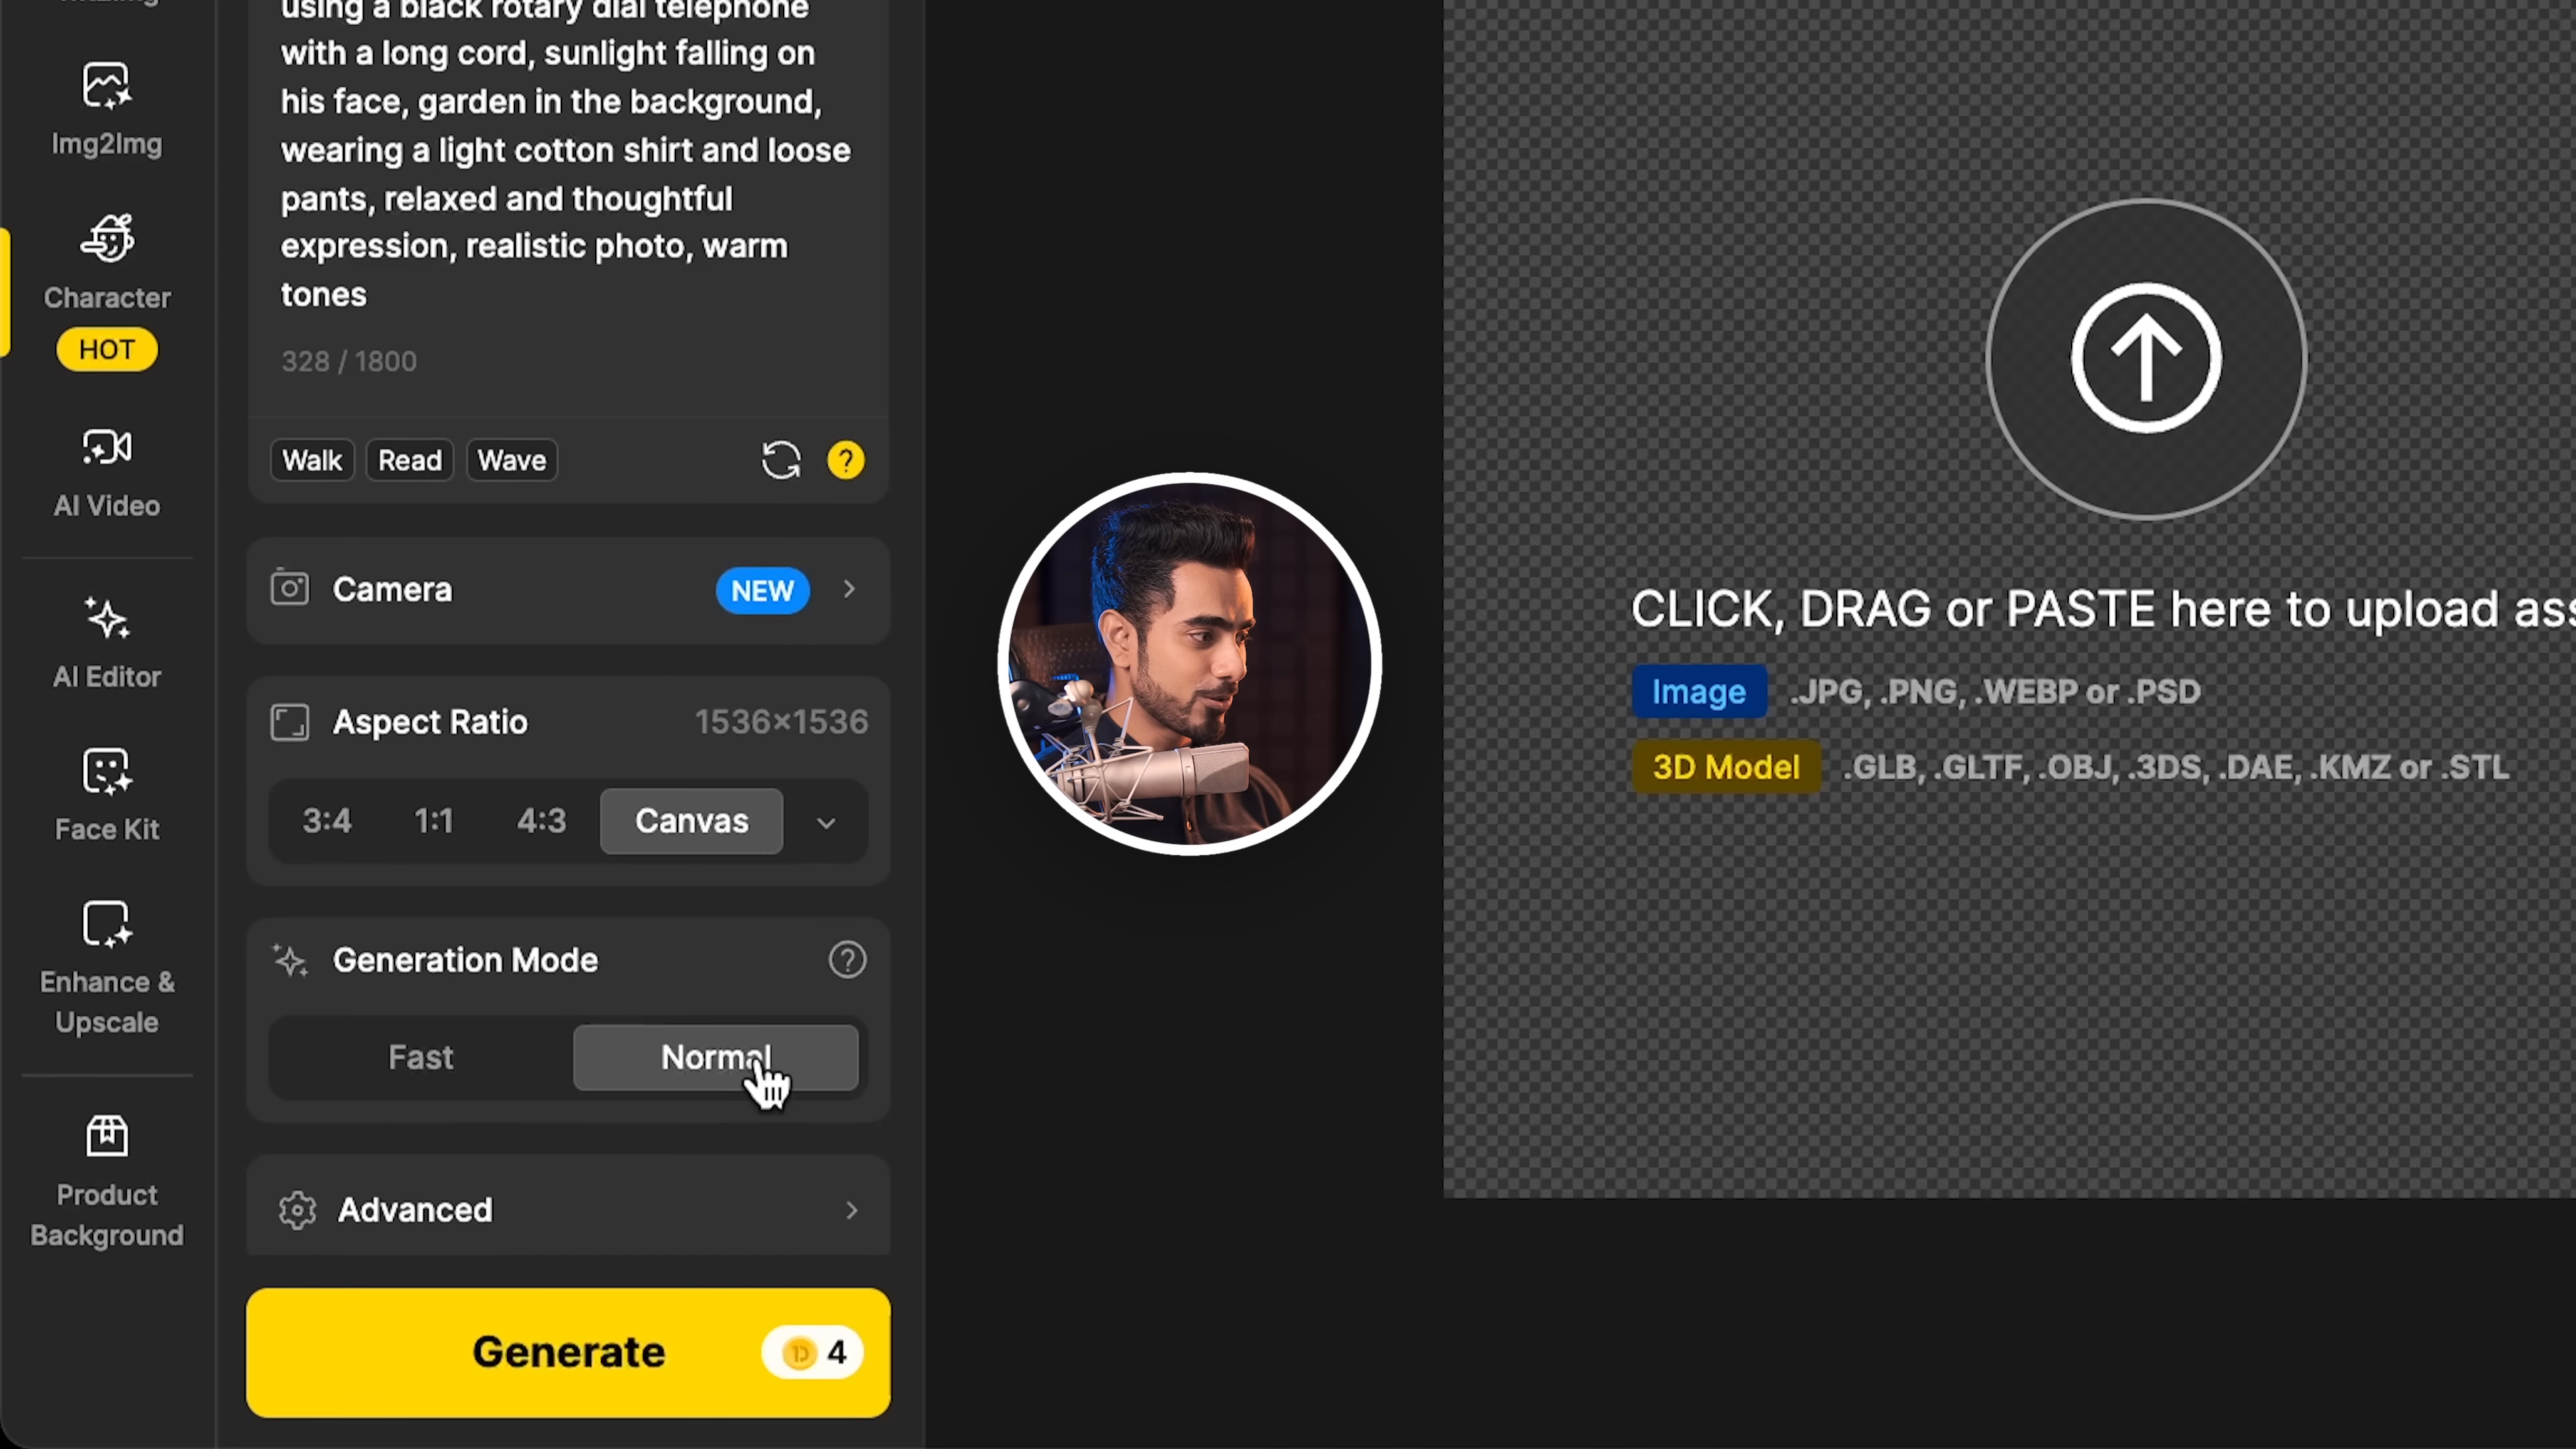 Img2Img
Character
HOT
AI Video
AI Editor
Face Kit
Enhance &
Upscale
Product
Background
using a black rotary dial telephone
with a long cord, sunlight falling on
his face, garden in the background,
wearing a light cotton shirt and loose
pants, relaxed and thoughtful
expression, realistic photo, warm
tones
328 / 1800
Walk Read Wave ?
Camera NEW
Aspect Ratio 1536×1536
3:4 1:1 4:3 Canvas
Generation Mode ?
Fast Normal
Advanced
Generate 4
CLICK, DRAG or PASTE here to upload
Image .JPG, .PNG, .WEBP or .PSD
3D Model .GLB, .GLTF, .OBJ, .3DS, .DAE, .KMZ or .STL